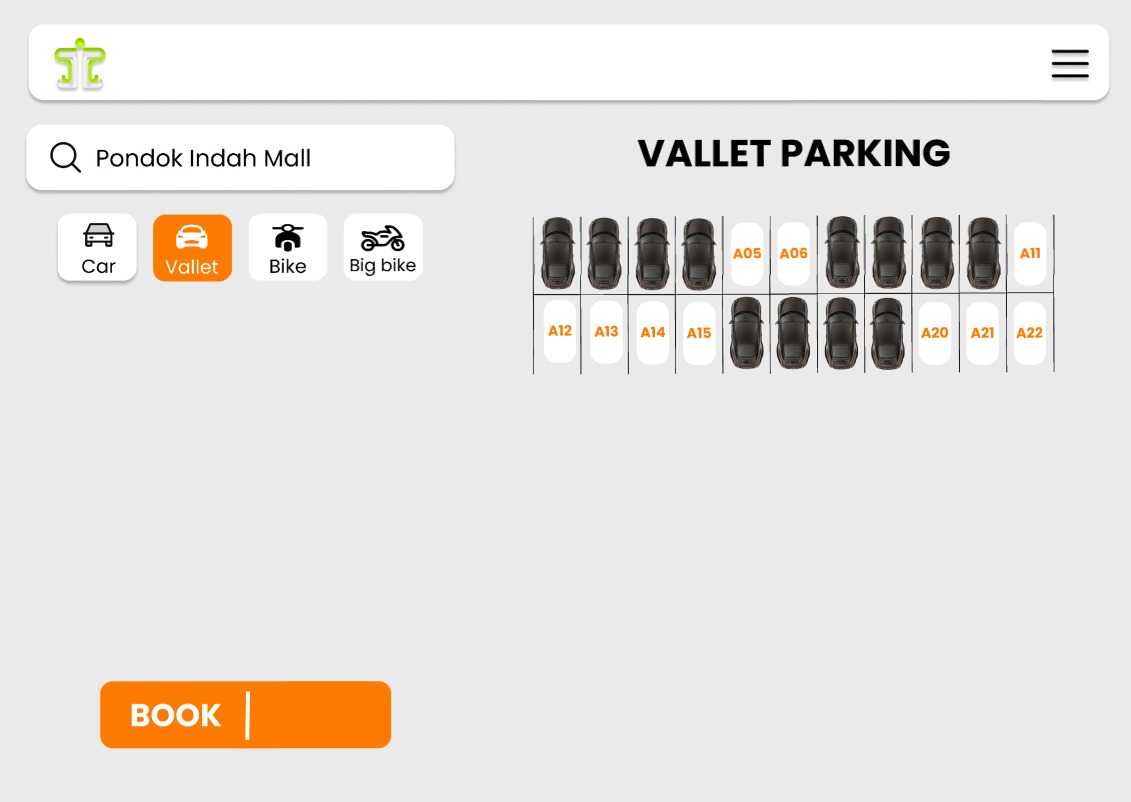 Pondok Indah Mall
VALLET PARKING
Car
Vallet
Bike
Big bike
A05
A06
A11
A12
A13
A14
A15
A20
A21
A22
BOOK